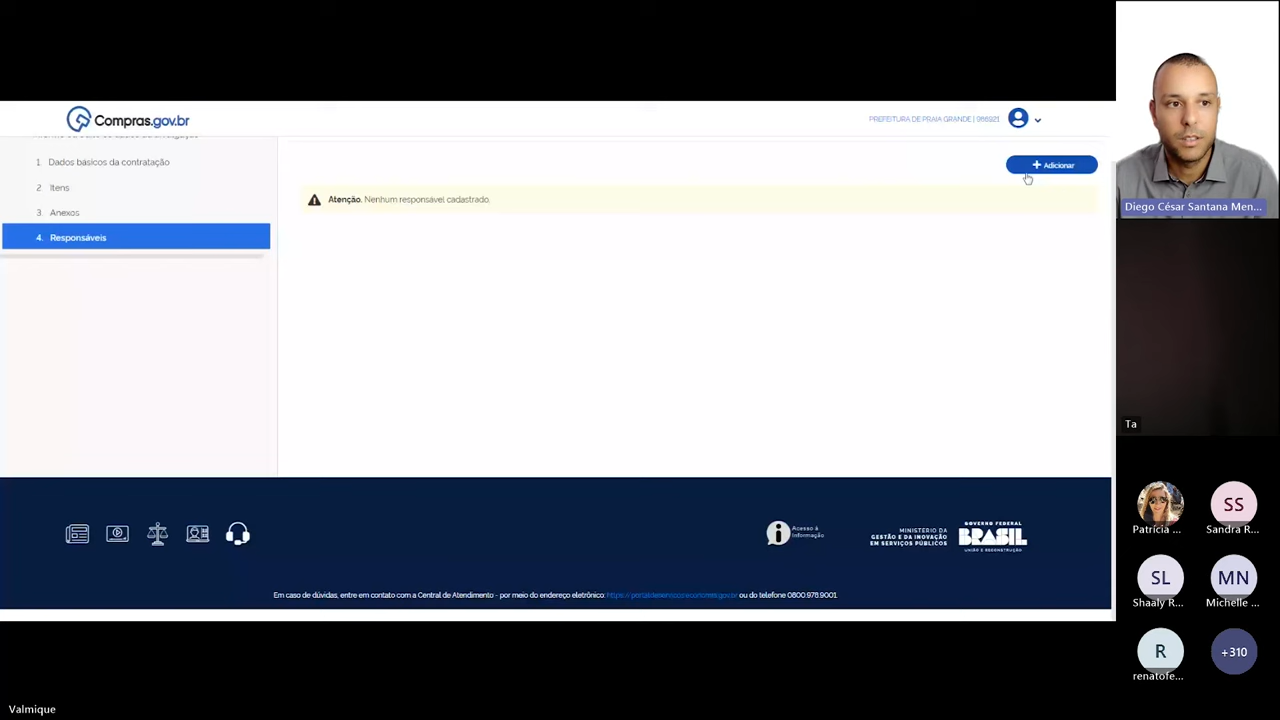 Compras.gov.br
PREFEITURA DE PRAIA GRANDE | 986921
1. Dados básicos da contratação
2 Itens
3. Anexos
4. Responsáveis
Adicionar
Atenção. Nenhum responsável cadastrado.
Acesso à
Informação
MINISTÉRIO DA
GESTÃO E DA INOVAÇÃO
EM SERVIÇOS PÚBLICOS
GOVERNO FEDERAL
BRASIL
UNIÃO E RECONSTRUÇÃO
Em caso de dúvidas, entre em contato com a Central de Atendimento - por meio do endereço eletrônico: ou do telefone 0800.978.9001.
Diego César Santana Men...
Ta
Patrícia ...
SS
Sandra R...
SL
Shaaly R...
MN
Michelle ...
R
renatofe...
+310
Valmique